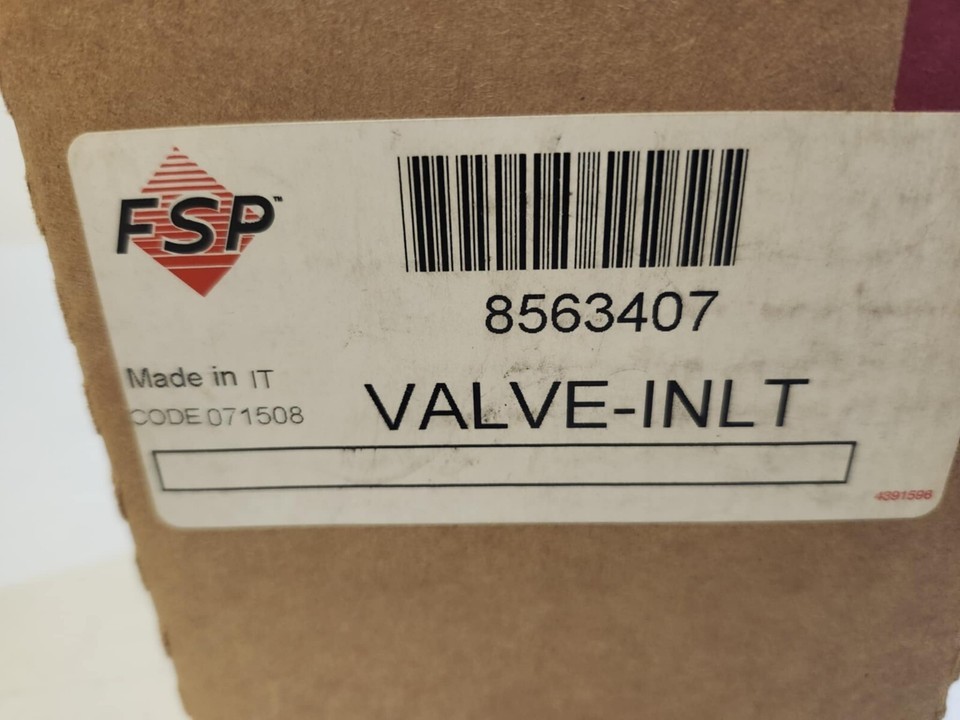 FSP™
8563407
Made in IT
CODE 071508
VALVE-INLT
4391596